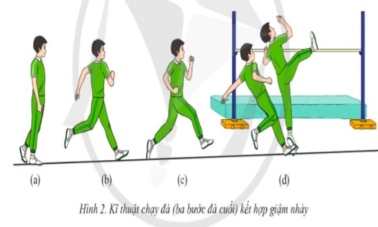 (a) (b) (c) (d)
Hình 2. Kĩ thuật chạy đà (ba bước đà cuối) kết hợp giậm nhảy